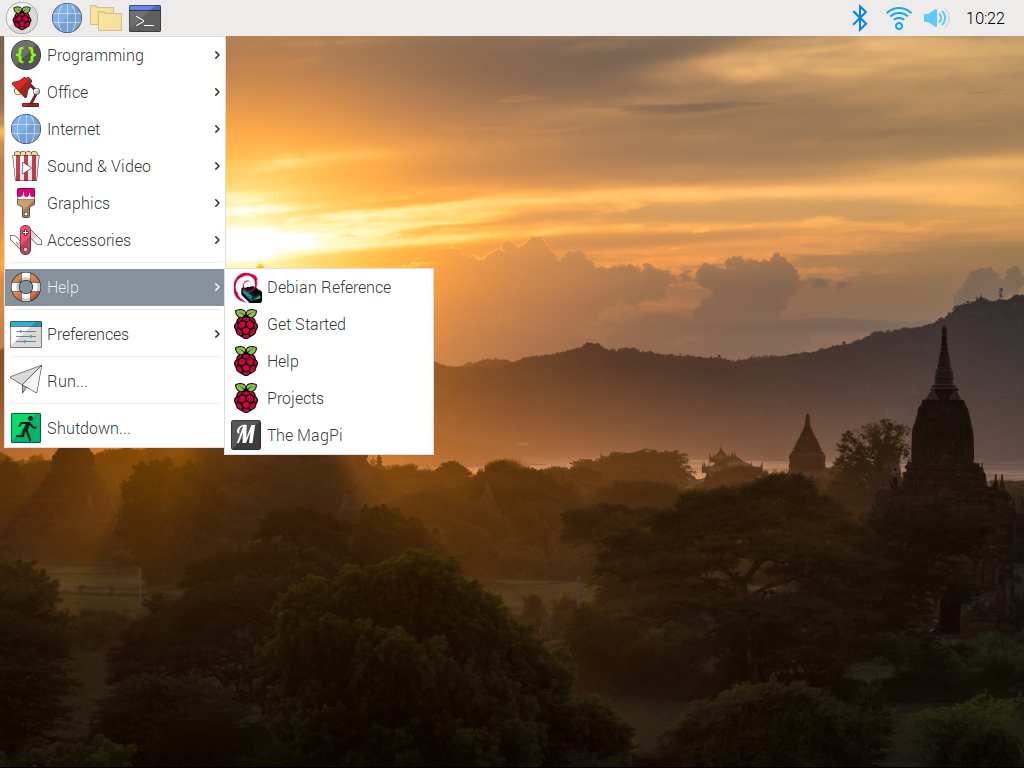 10:22
Programming
Office
Internet
Sound & Video
Graphics
Accessories
Help
Preferences
Run...
Shutdown...
Debian Reference
Get Started
Help
Projects
The MagPi